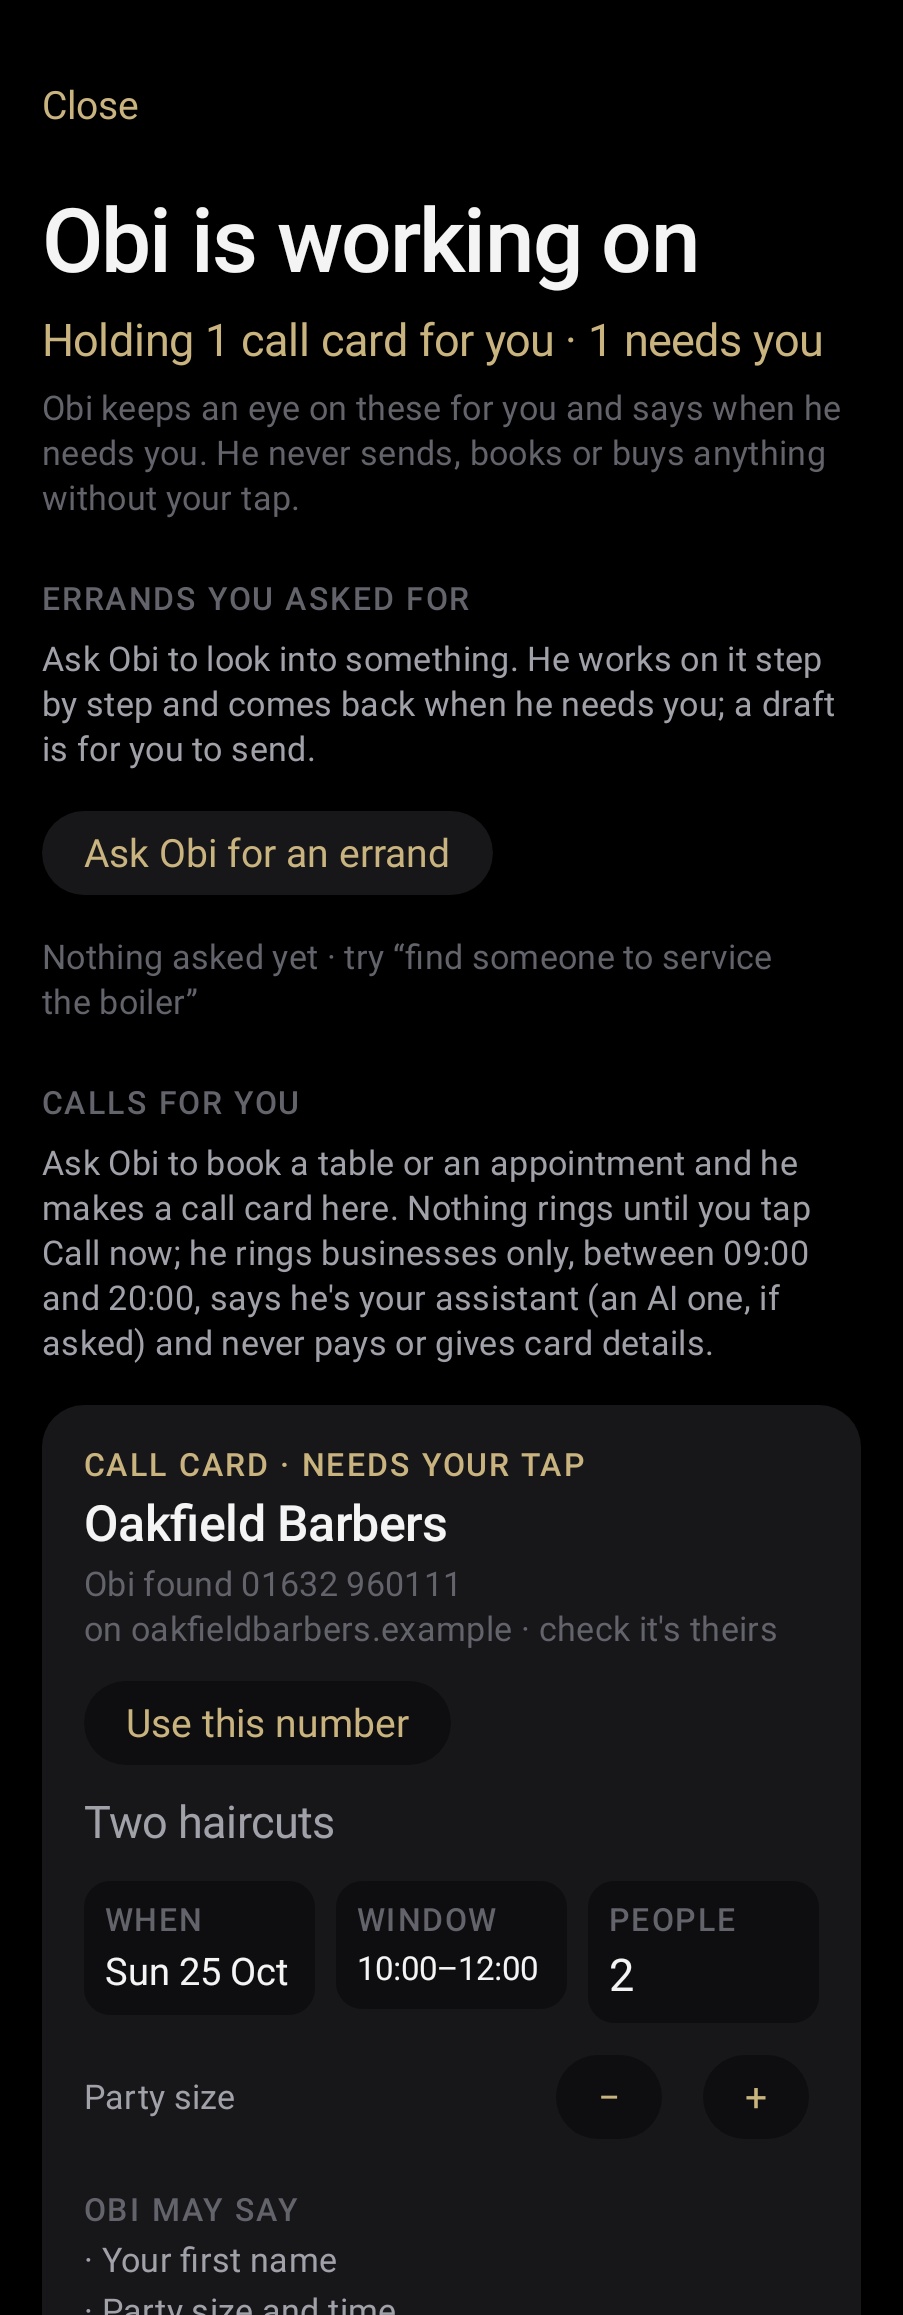 Close
Obi is working on
Holding 1 call card for you · 1 needs you
Obi keeps an eye on these for you and says when he
needs you. He never sends, books or buys anything
without your tap.
ERRANDS YOU ASKED FOR
Ask Obi to look into something. He works on it step
by step and comes back when he needs you; a draft
is for you to send.
Ask Obi for an errand
Nothing asked yet · try “find someone to service
the boiler”
CALLS FOR YOU
Ask Obi to book a table or an appointment and he
makes a call card here. Nothing rings until you tap
Call now; he rings businesses only, between 09:00
and 20:00, says he's your assistant (an AI one, if
asked) and never pays or gives card details.
CALL CARD · NEEDS YOUR TAP
Oakfield Barbers
Obi found 01632 960111
on oakfieldbarbers.example · check it's theirs
Use this number
Two haircuts
WHEN WINDOW PEOPLE
Sun 25 Oct 10:00–12:00 2
Party size − +
OBI MAY SAY
· Your first name
· Party size and time